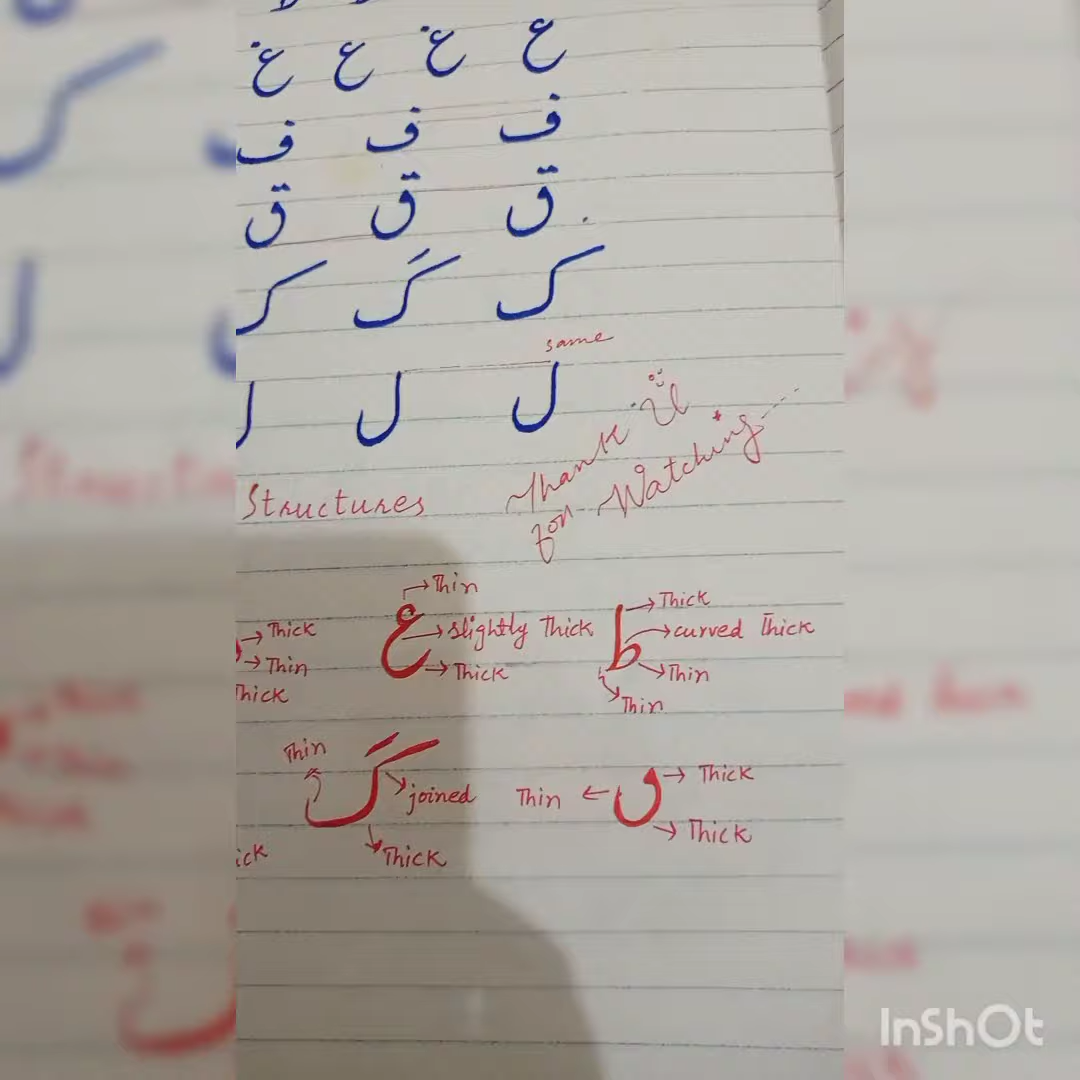 ع غ ع غ
ف ف ف
ق ق ق
ک گ ک
same
ل ل ل
Thank u
for Watching....
Structures
Thin
Thick slightly Thick Thick
curved Thick
Thin Thick Thin
Thick Thin
ع ط
Thin
joined Thin Thick
Thick
ick Thick
گ
InShOt